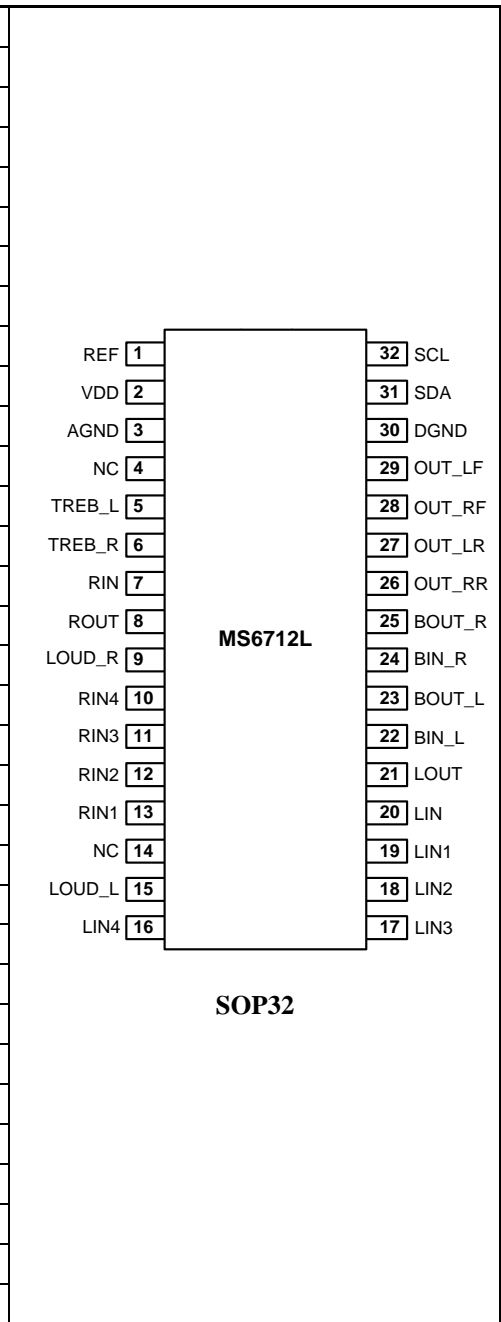 REF 1 32 SCL
VDD 2 31 SDA
AGND 3 30 DGND
NC 4 29 OUT_LF
TREB_L 5 28 OUT_RF
TREB_R 6 27 OUT_LR
RIN 7 26 OUT_RR
ROUT 8 25 BOUT_R
MS6712L
LOUD_R 9 24 BIN_R
RIN4 10 23 BOUT_L
RIN3 11 22 BIN_L
RIN2 12 21 LOUT
RIN1 13 20 LIN
NC 14 19 LIN1
LOUD_L 15 18 LIN2
LIN4 16 17 LIN3
SOP32